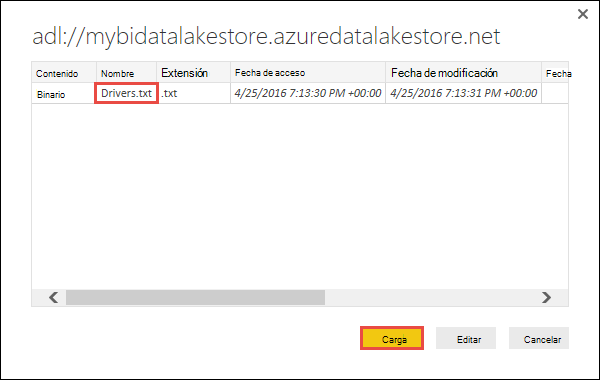 adl://mybidatalakestore.azuredatalakestore.net
Contenido Nombre Extensión Fecha de acceso Fecha de modificación Fecha
Binario Drivers.txt .txt 4/25/2016 7:13:30 PM +00:00 4/25/2016 7:13:31 PM +00:00
Carga Editar Cancelar